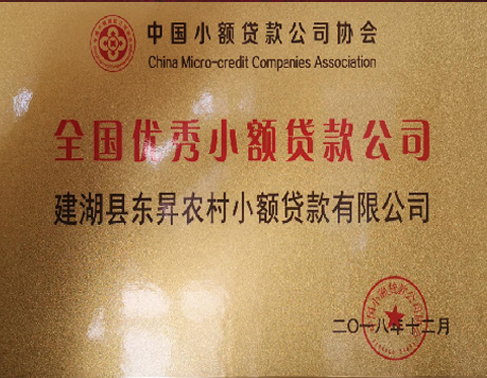 中国小额贷款公司协会
China Micro-credit Companies Association
全国优秀小额贷款公司
建湖县东昇农村小额贷款有限公司
二〇一八年十二月